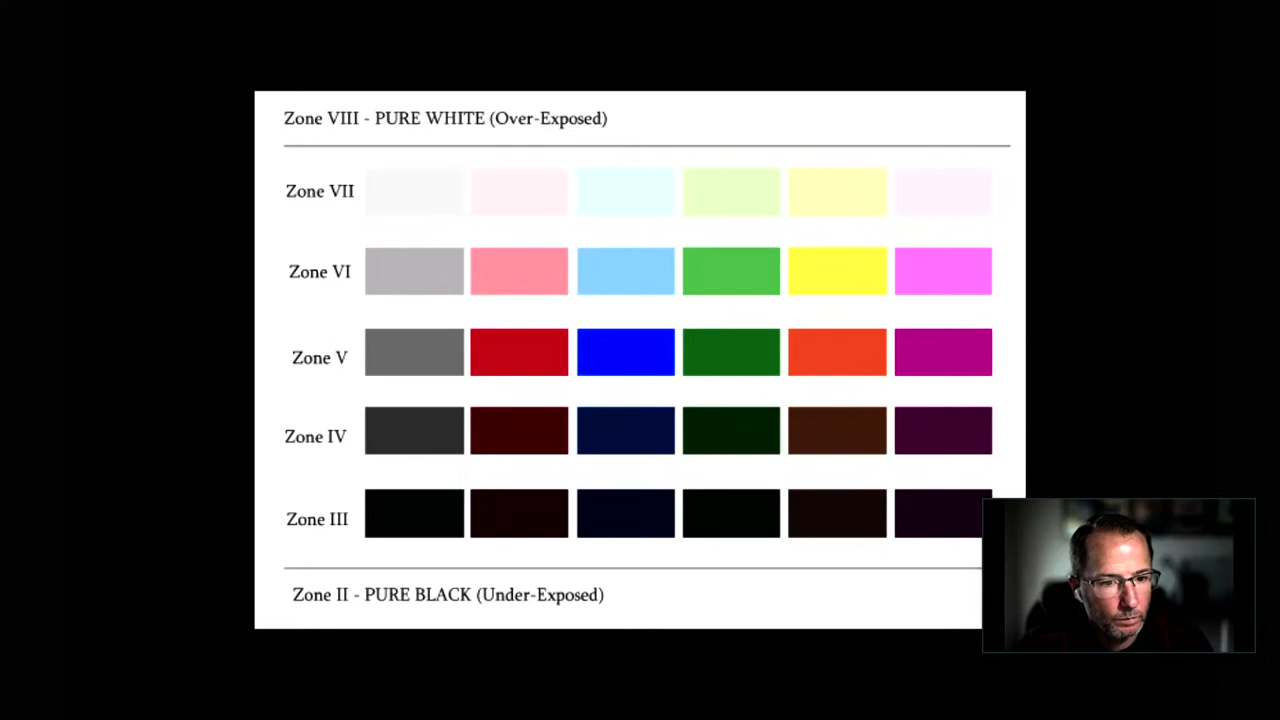 Zone VIII - PURE WHITE (Over-Exposed)
Zone VII
Zone VI
Zone V
Zone IV
Zone III
Zone II - PURE BLACK (Under-Exposed)